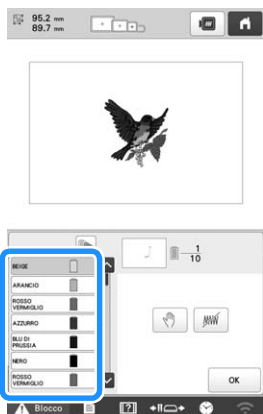 95.2 mm
89.7 mm
1
10
BEIGE
ARANCIO
ROSSO
VERMIGLIO
AZZURRO
BLU DI
PRUSSIA
NERO
ROSSO
VERMIGLIO
OK
Blocco
?